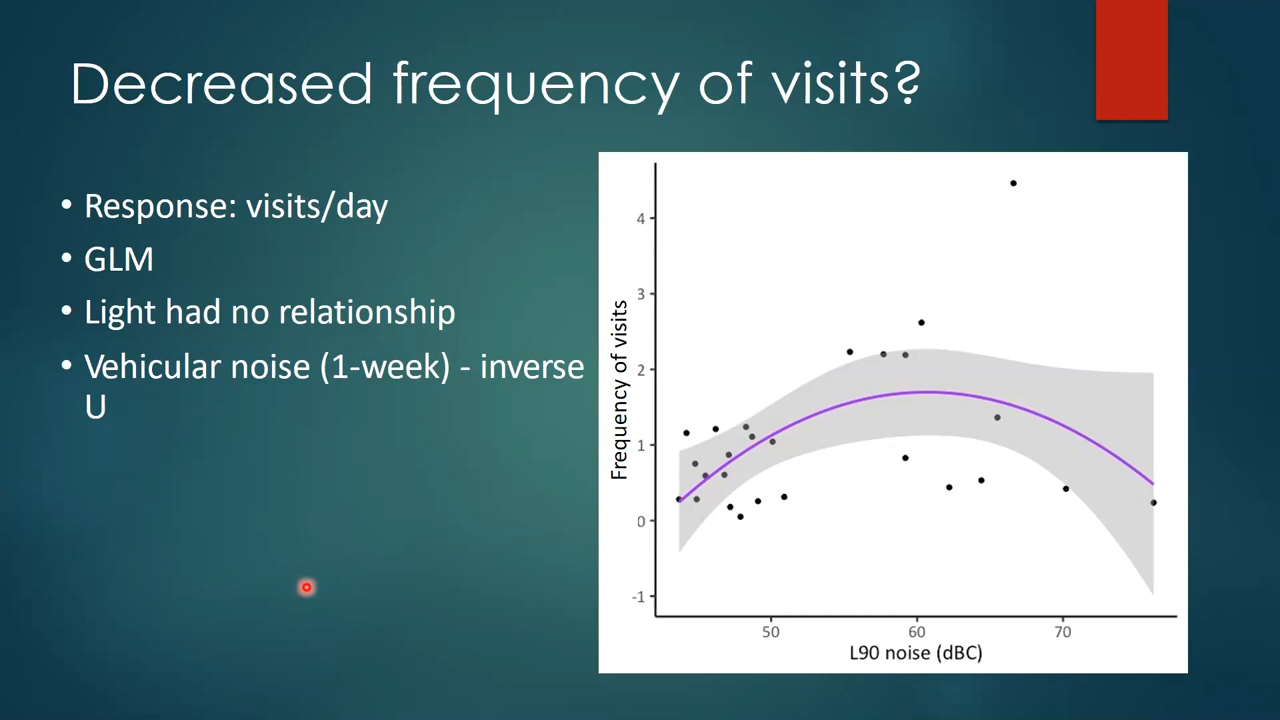 Decreased frequency of visits?
• Response: visits/day
• GLM
• Light had no relationship
• Vehicular noise (1-week) - inverse
U
Frequency of visits
4
3
2
1
0
-1
50
60
70
L90 noise (dBC)